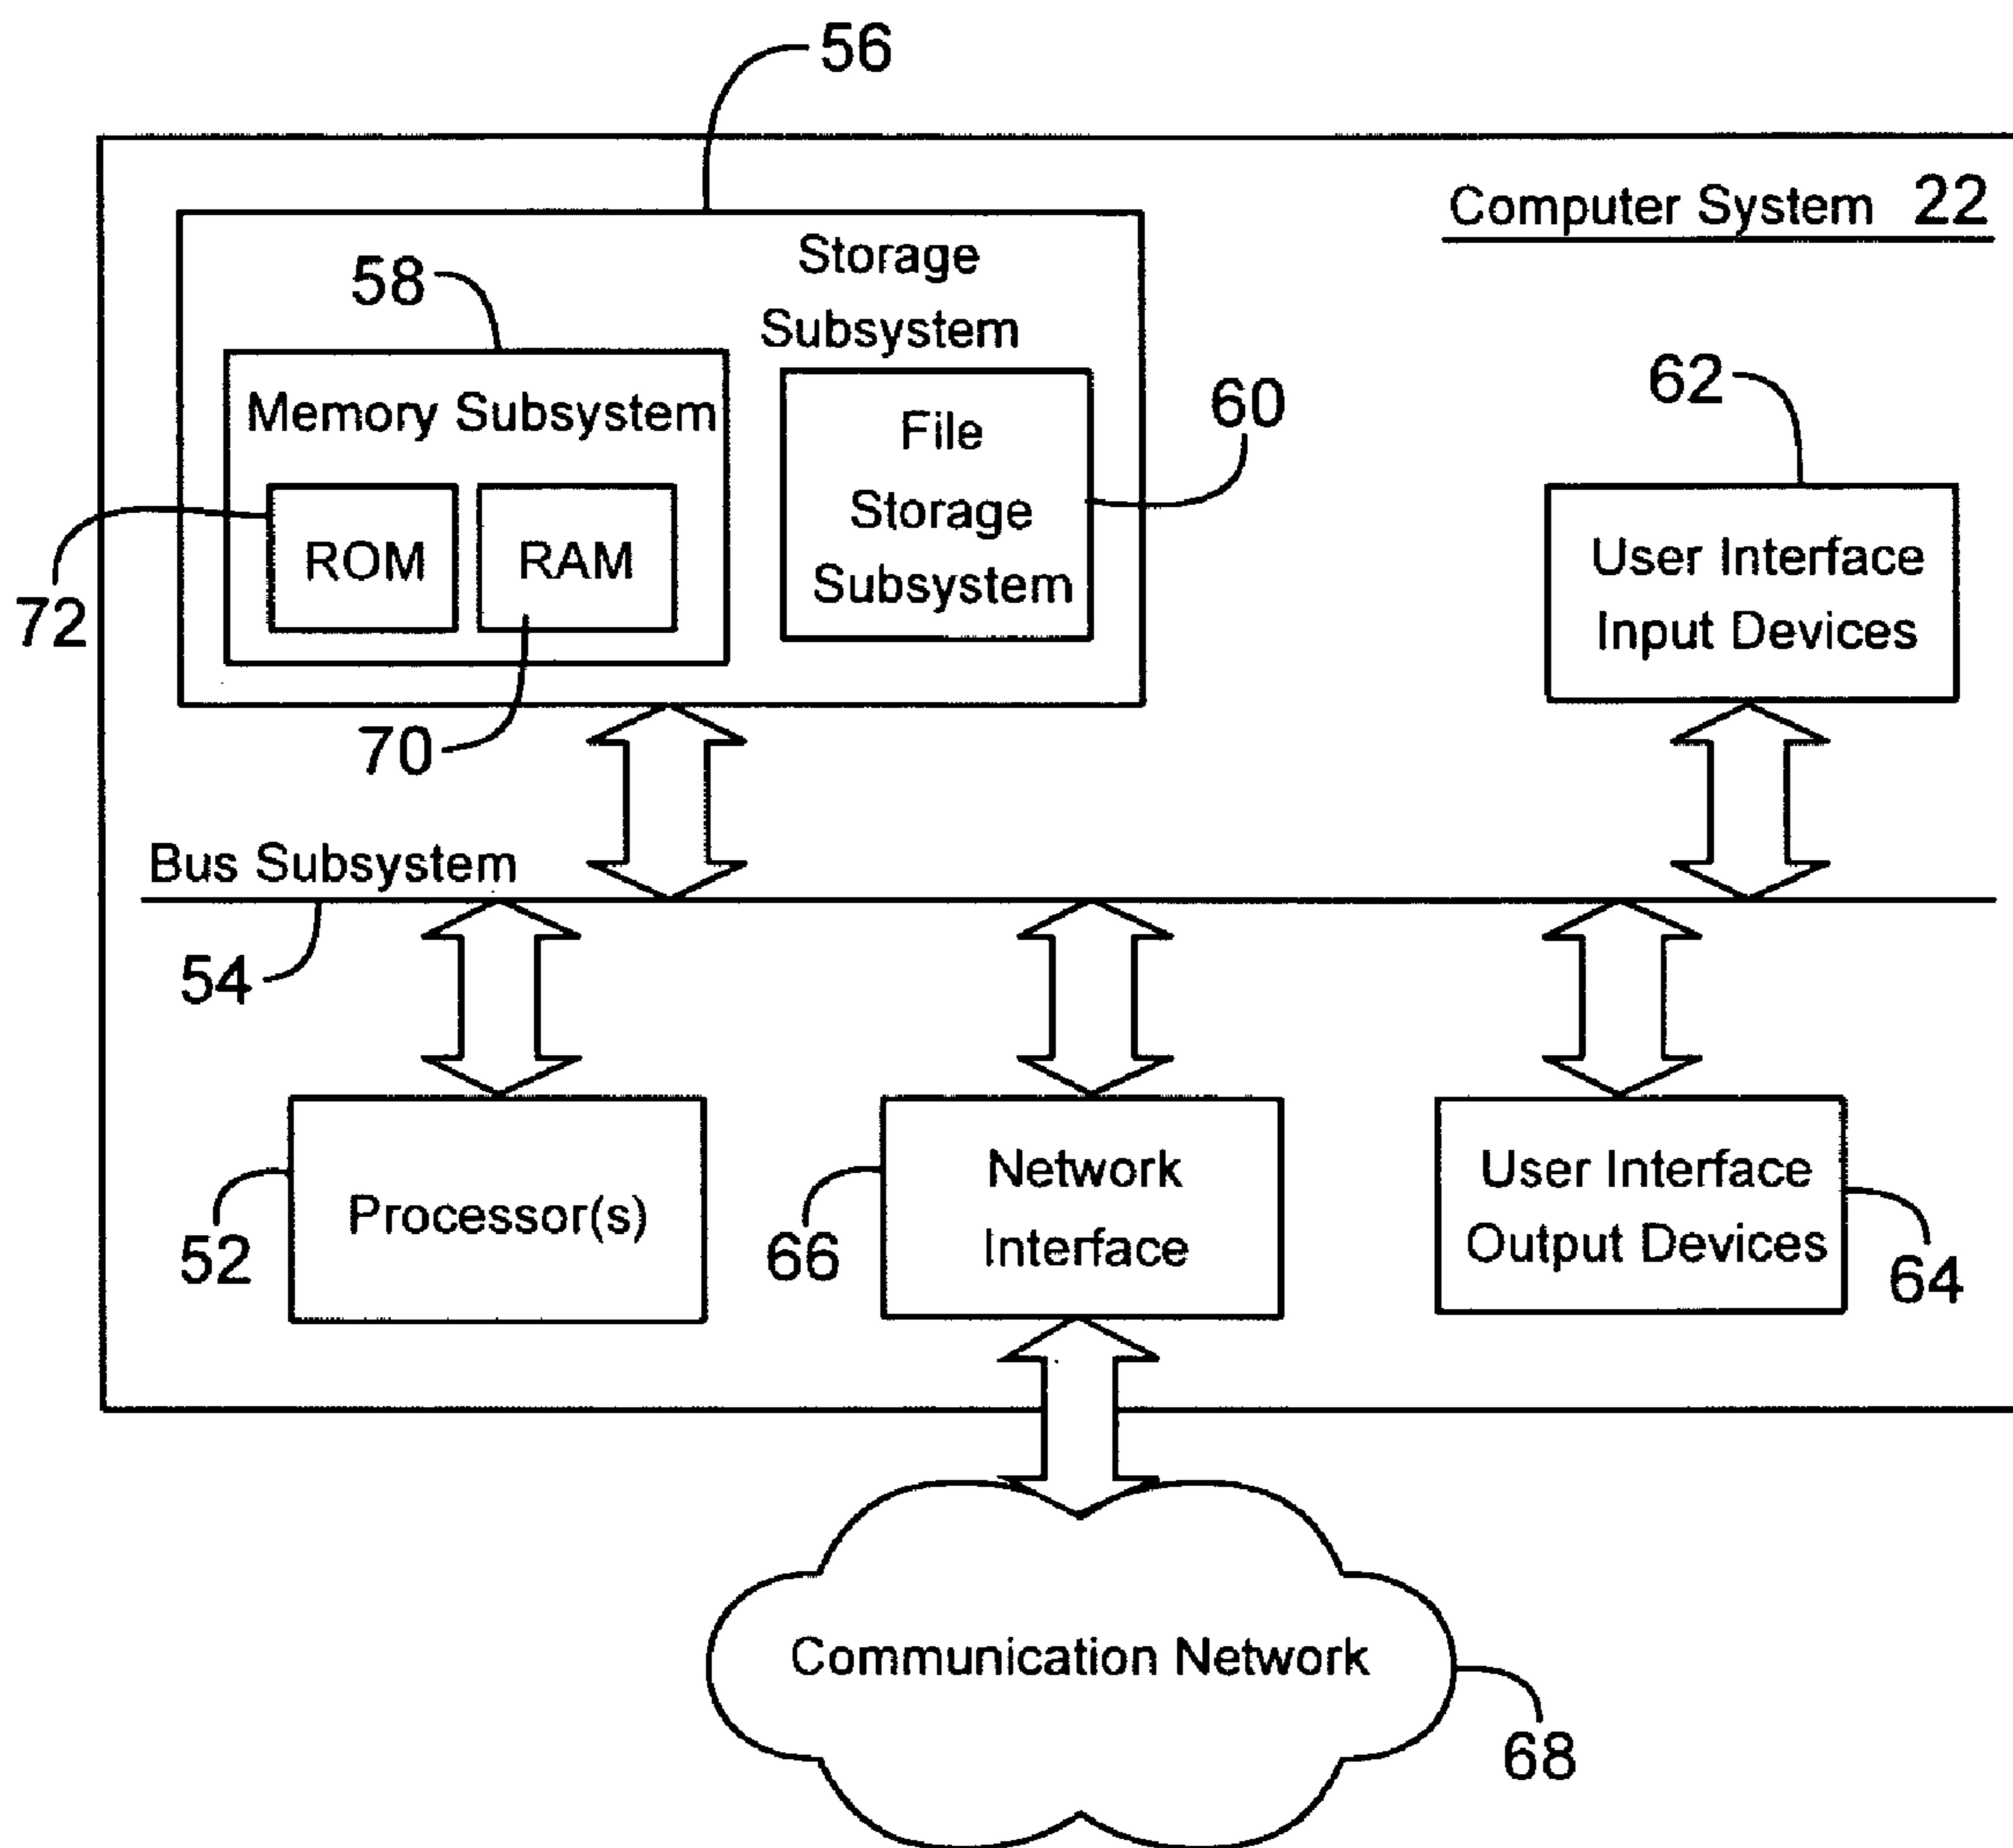 56
Computer System 22
Storage
Subsystem
58
Memory Subsystem
File
Storage
Subsystem
60
62
ROM
RAM
User Interface
Input Devices
72
70
Bus Subsystem
54
Processor(s)
52
Network
Interface
66
User Interface
Output Devices
64
Communication Network
68